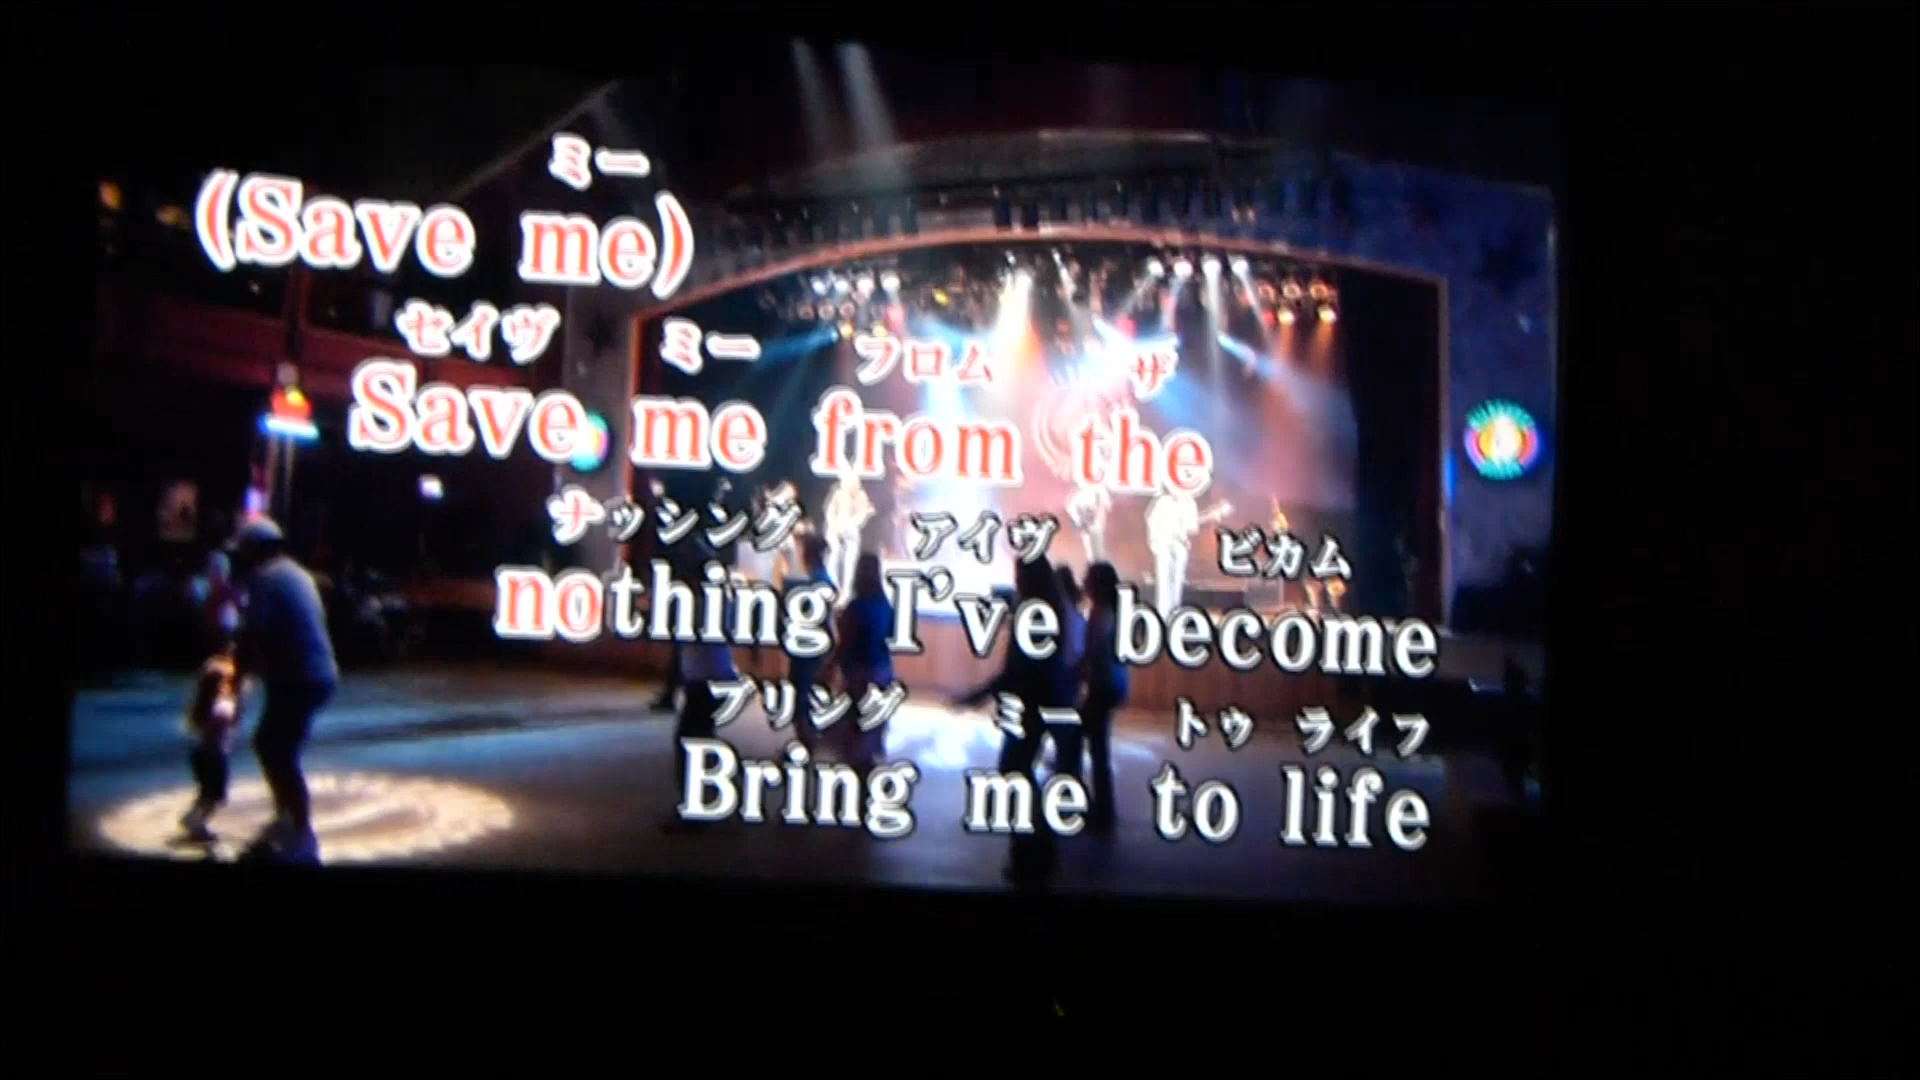 ミー
(Save me)
セイヴ ミー フロム ザ
Save me from the
ナッシング アイヴ ビカム
nothing I've become
ブリング ミー トゥ ライフ
Bring me to life